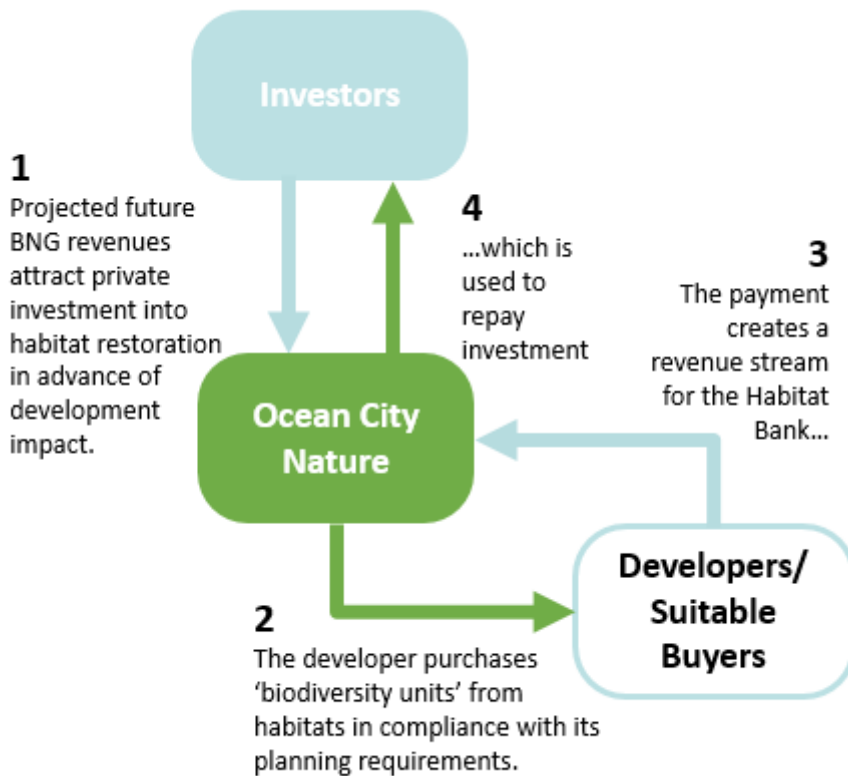 Investors
1
Projected future
BNG revenues
attract private
investment into
habitat restoration
in advance of
development
impact.
4
...which is
used to
repay
investment
3
The payment
creates a
revenue stream
for the Habitat
Bank...
Ocean City
Nature
Developers/
Suitable
Buyers
2
The developer purchases
‘biodiversity units’ from
habitats in compliance with its
planning requirements.